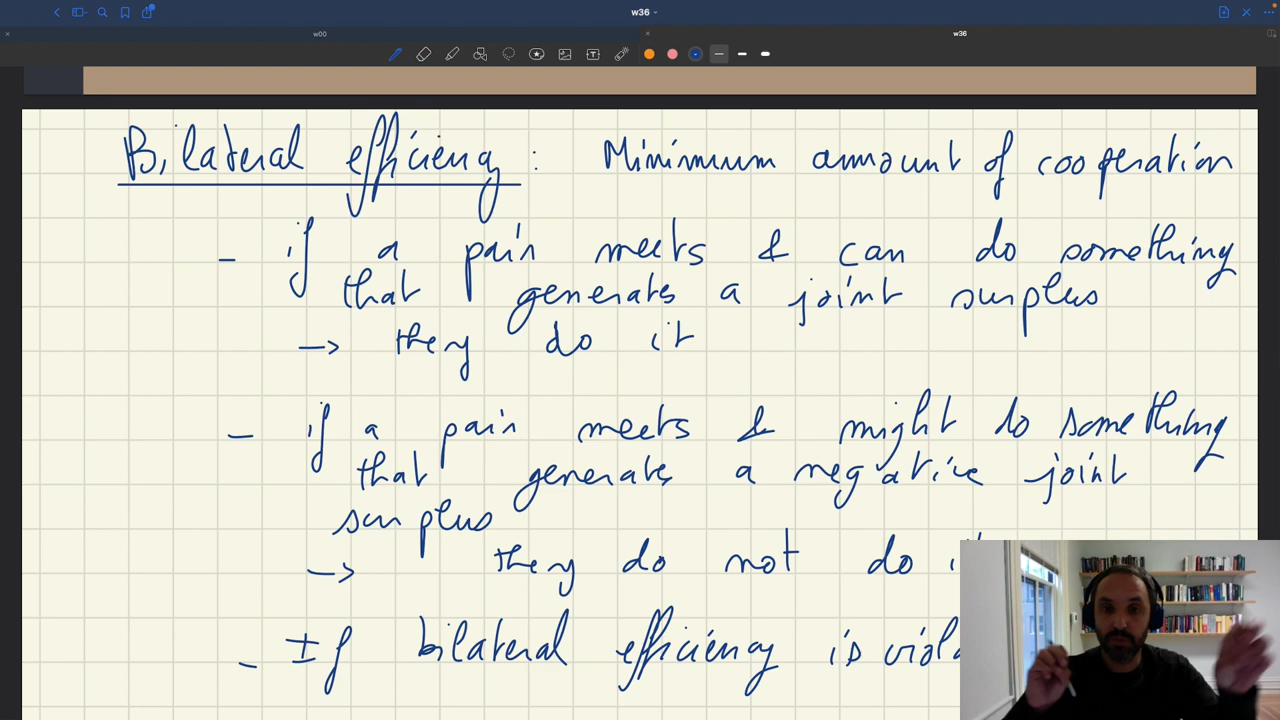 w36
w00
w36
Bilateral efficiency : Minimum amount of cooperation
- if a pair meets & can do something
that generates a joint surplus
→ they do it
- if a pair meets & might do something
that generates a negative joint
surplus
→ they do not do
- If bilateral efficiency is